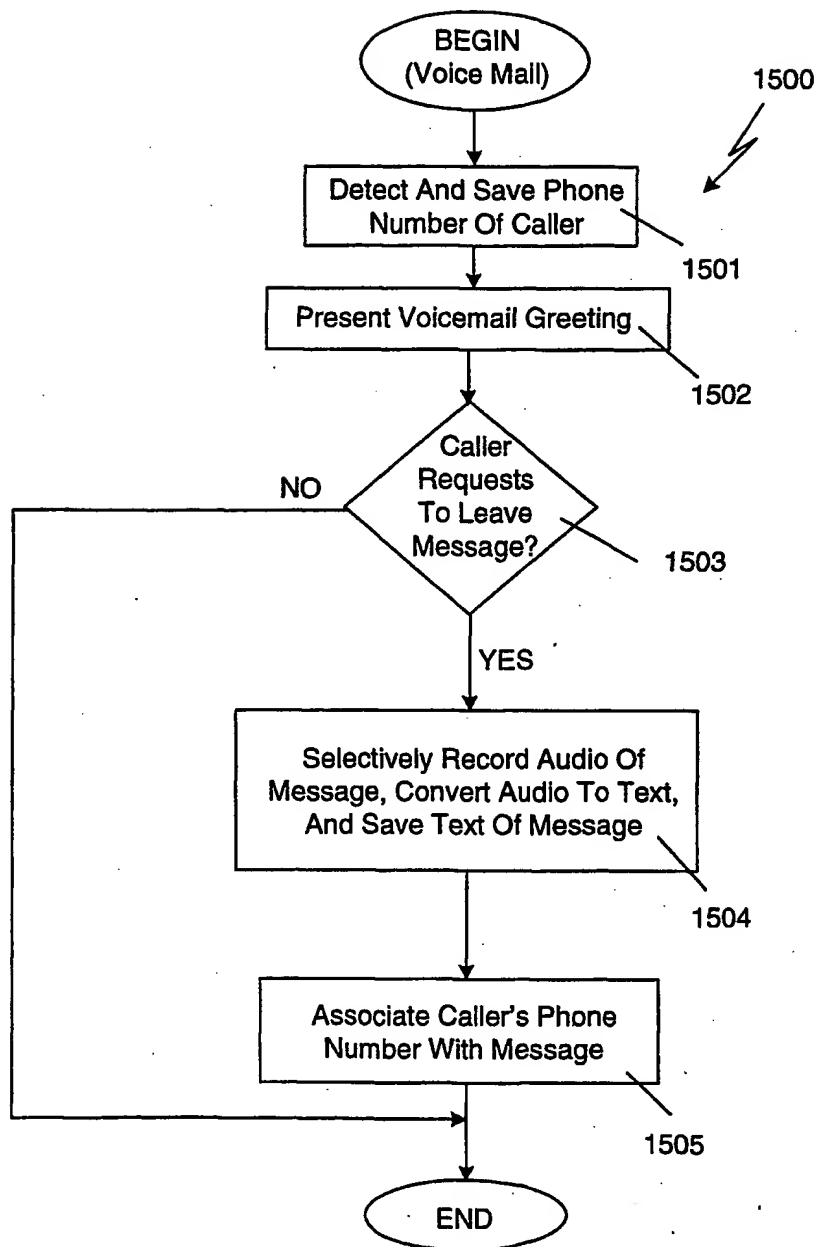 BEGIN
(Voice Mail)
1500
Detect And Save Phone
Number Of Caller
1501
Present Voicemail Greeting
1502
Caller
Requests
To Leave
Message?
NO
1503
YES
Selectively Record Audio Of
Message, Convert Audio To Text,
And Save Text Of Message
1504
Associate Caller's Phone
Number With Message
1505
END